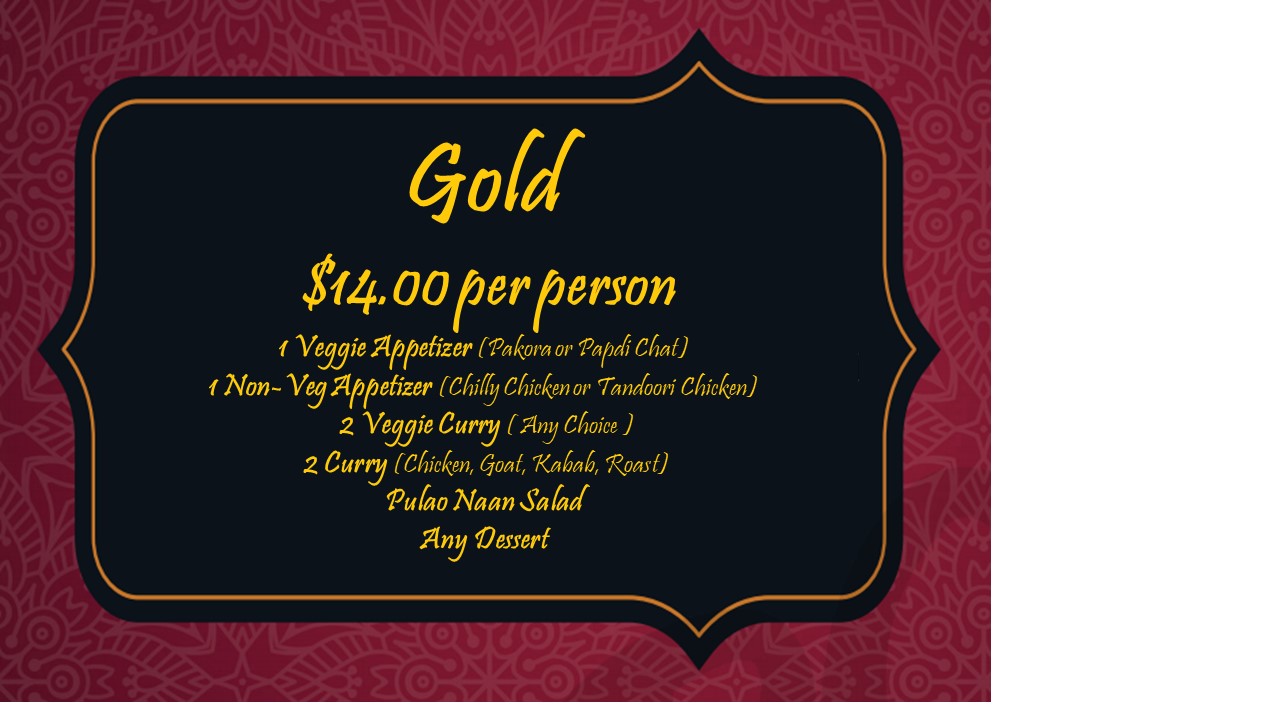 Gold
$14.00 per person
1 Veggie Appetizer (Pakora or Papdi Chat)
1 Non-Veg Appetizer (Chilly Chicken or Tandoori Chicken)
2 Veggie Curry ( Any Choice )
2 Curry (Chicken, Goat, Kabab, Roast)
Pulao Naan Salad
Any Dessert